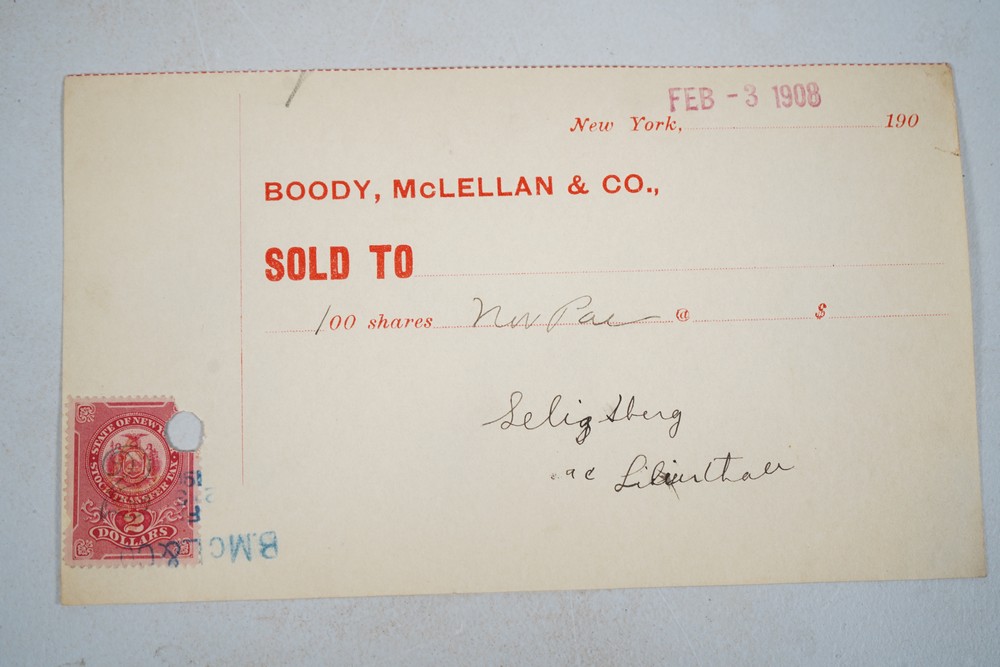 FEB -3 1908
New York, 190
BOODY, McLELLAN & CO.,
SOLD TO
100 shares Nor Pac @ $
Seligsberg
ac Lilienthal
STATE OF NEW
STOCK TRANSFER TAX
2
DOLLARS
B. McL. & C